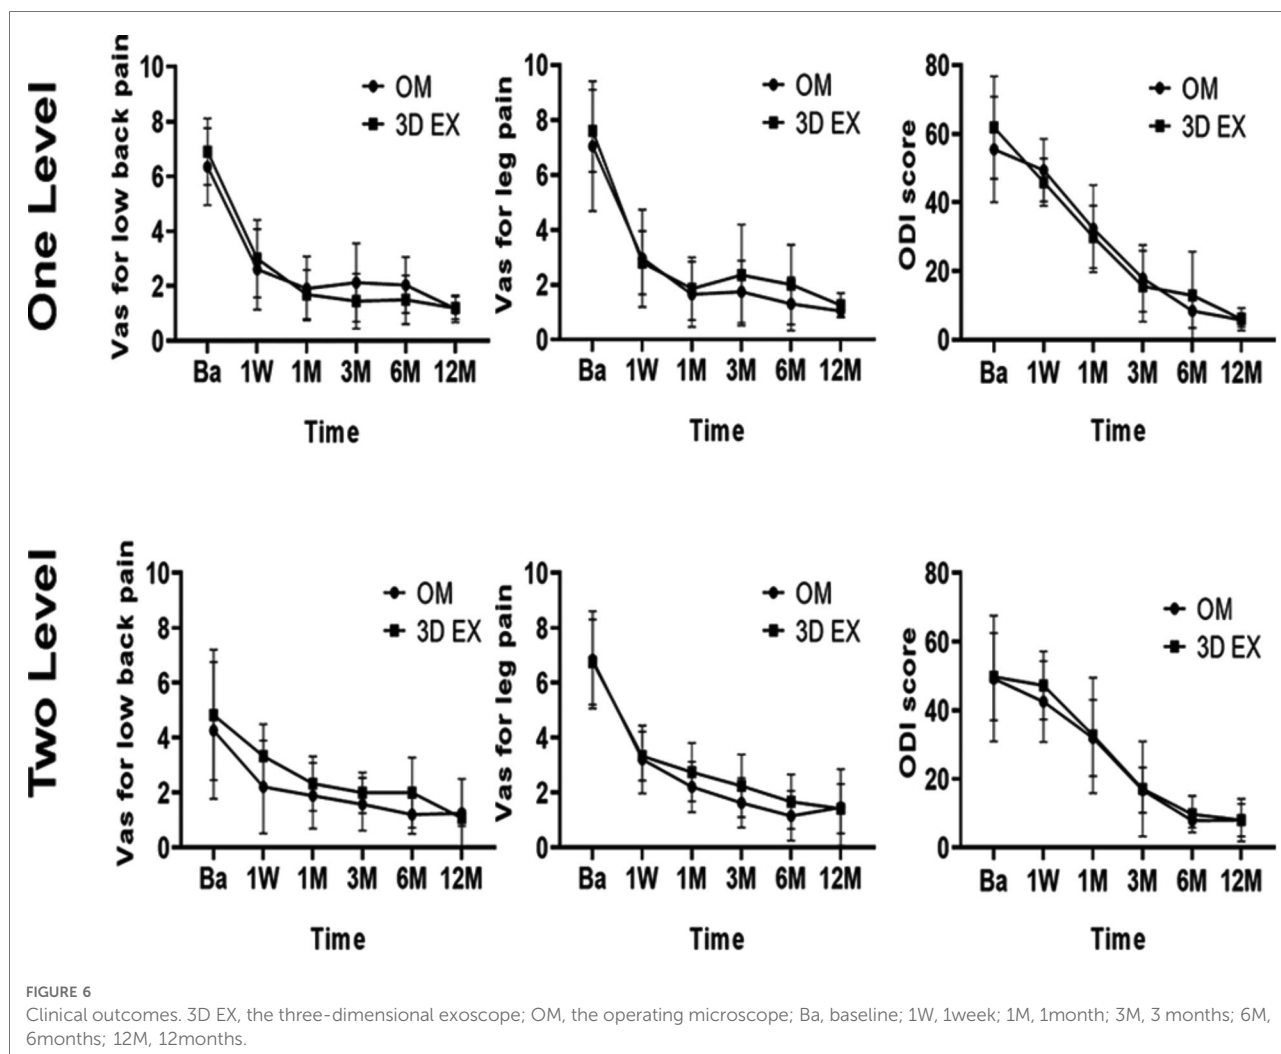 One Level
Vas for low back pain
10
8
6
4
2
0
OM
3D EX
Ba 1W 1M 3M 6M 12M
Time
Vas for leg pain
10
8
6
4
2
0
OM
3D EX
Ba 1W 1M 3M 6M 12M
Time
ODI score
80
60
40
20
0
OM
3D EX
Ba 1W 1M 3M 6M 12M
Time
Two Level
Vas for low back pain
10
8
6
4
2
0
OM
3D EX
Ba 1W 1M 3M 6M 12M
Time
Vas for leg pain
10
8
6
4
2
0
OM
3D EX
Ba 1W 1M 3M 6M 12M
Time
ODI score
80
60
40
20
0
OM
3D EX
Ba 1W 1M 3M 6M 12M
Time
FIGURE 6
Clinical outcomes. 3D EX, the three-dimensional exoscope; OM, the operating microscope; Ba, baseline; 1W, 1week; 1M, 1month; 3M, 3 months; 6M,
6months; 12M, 12months.